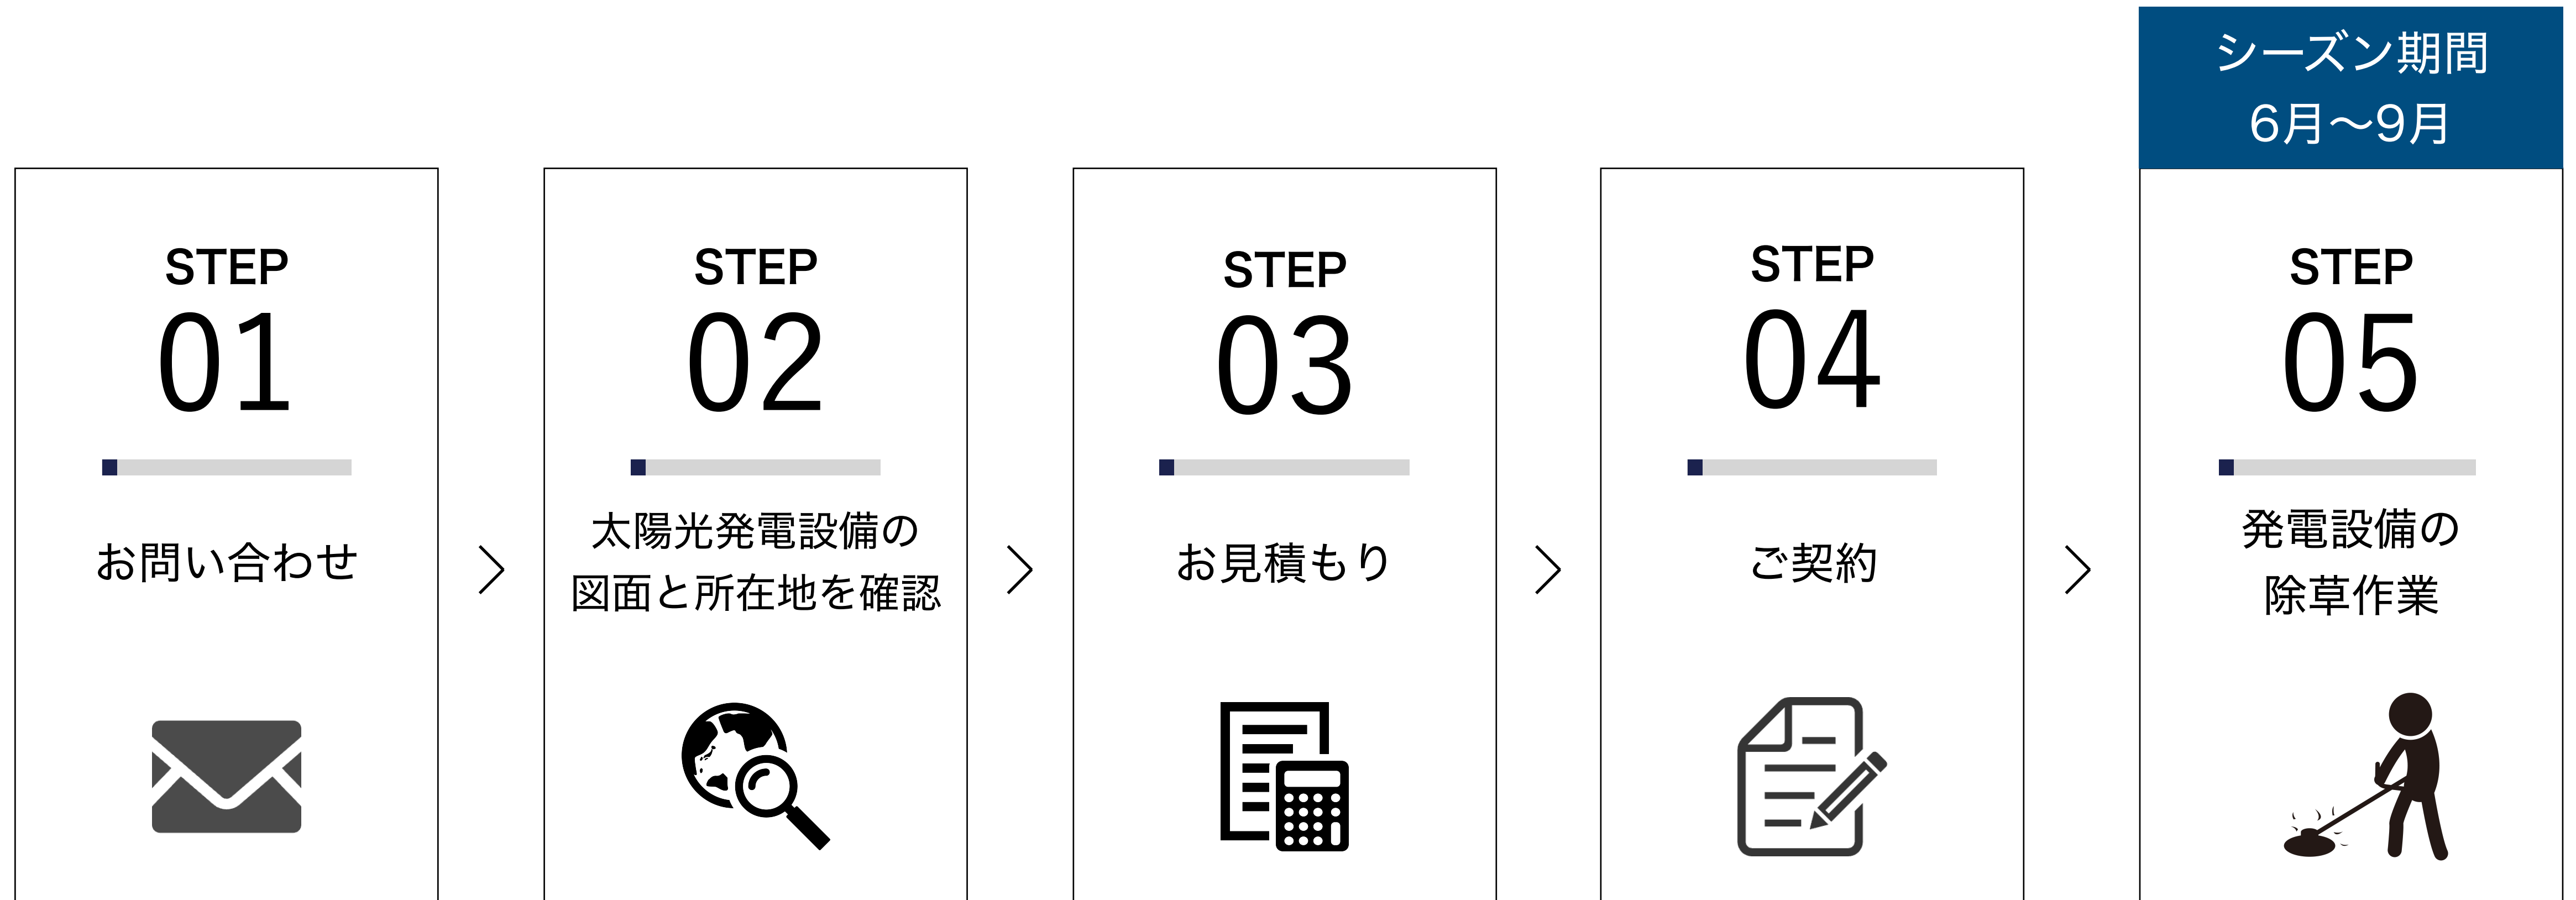 STEP
01
お問い合わせ
STEP
02
太陽光発電設備の
図面と所在地を確認
STEP
03
お見積もり
STEP
04
ご契約
シーズン期間
6月〜9月
STEP
05
発電設備の
除草作業